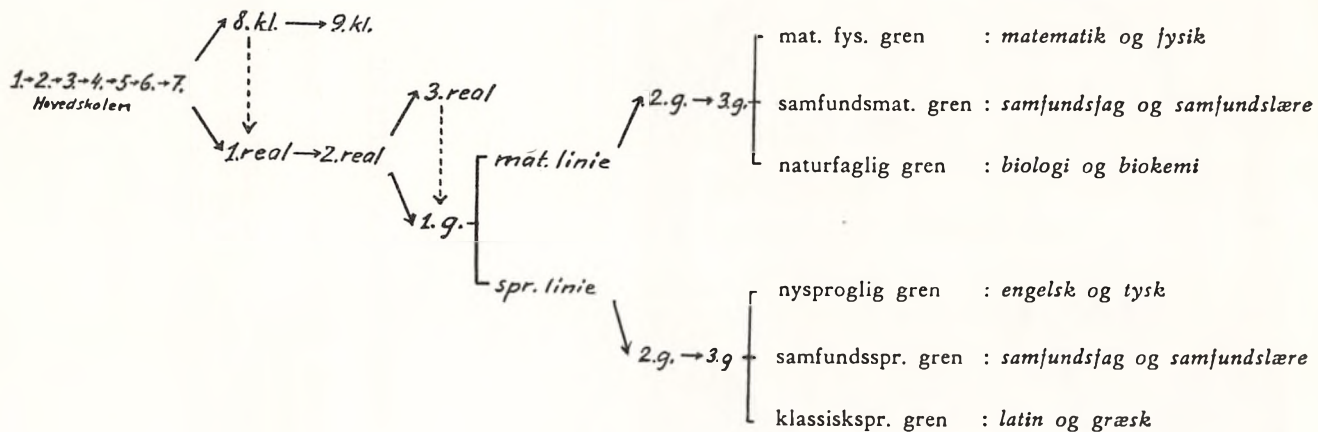 8.kl. → 9.kl.
1.→2.→3.→4.→5→6.→7.
Hovedskolen
1.real → 2.real
3.real
1.g.
mat. linie
spr. linie
2.g. → 3.g.
mat. fys. gren : matematik og fysik
samfundsmat. gren : samfundsfag og samfundslære
naturfaglig gren : biologi og biokemi
2.g. → 3.g
nysproglig gren : engelsk og tysk
samfundsspr. gren : samfundsfag og samfundslære
klassiskspr. gren : latin og græsk